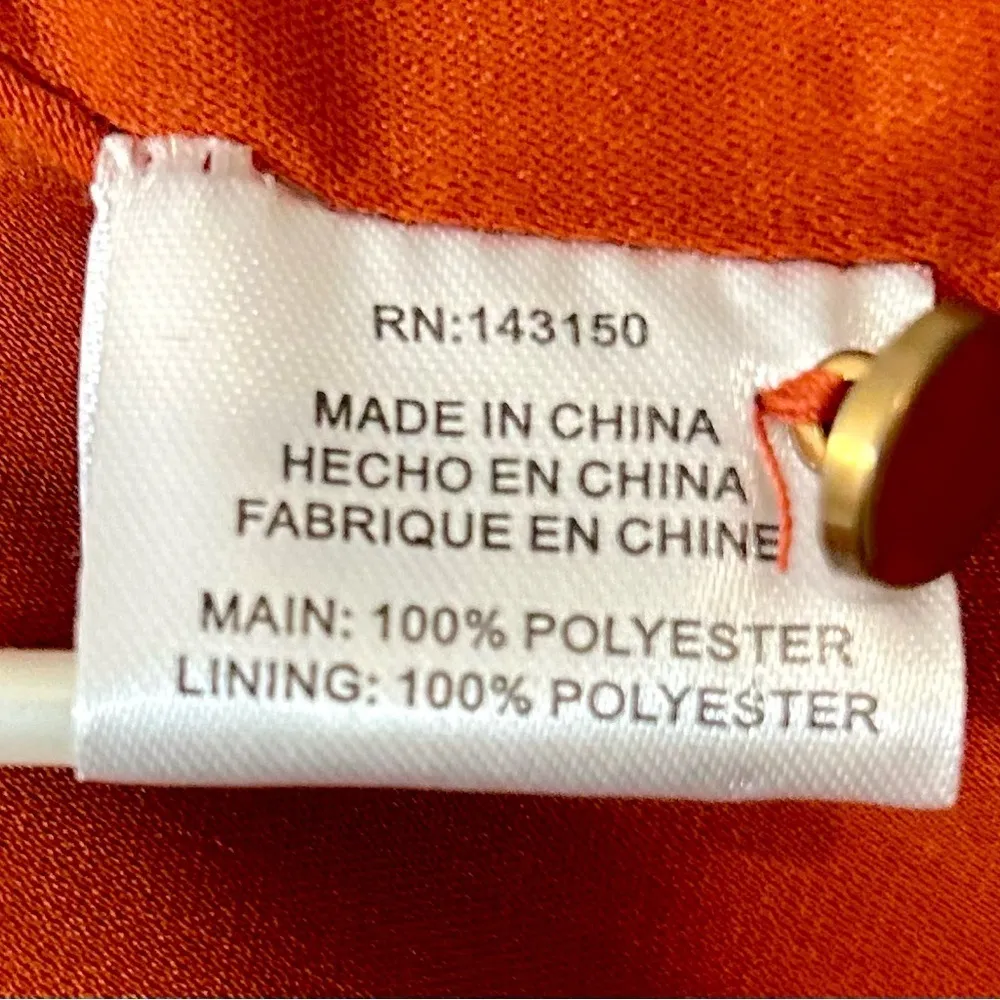 RN:143150
MADE IN CHINA
HECHO EN CHINA
FABRIQUE EN CHINE
MAIN: 100% POLYESTER
LINING: 100% POLYESTER